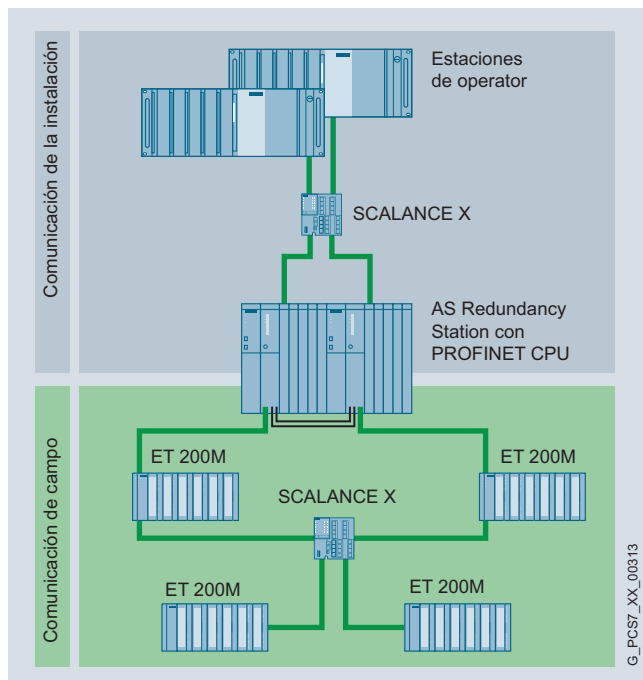 Comunicación de la instalación
Estaciones
de operator
SCALANCE X
AS Redundancy
Station con
PROFINET CPU
Comunicación de campo
ET 200M
ET 200M
SCALANCE X
ET 200M
ET 200M
G_PCS7_XX_00313